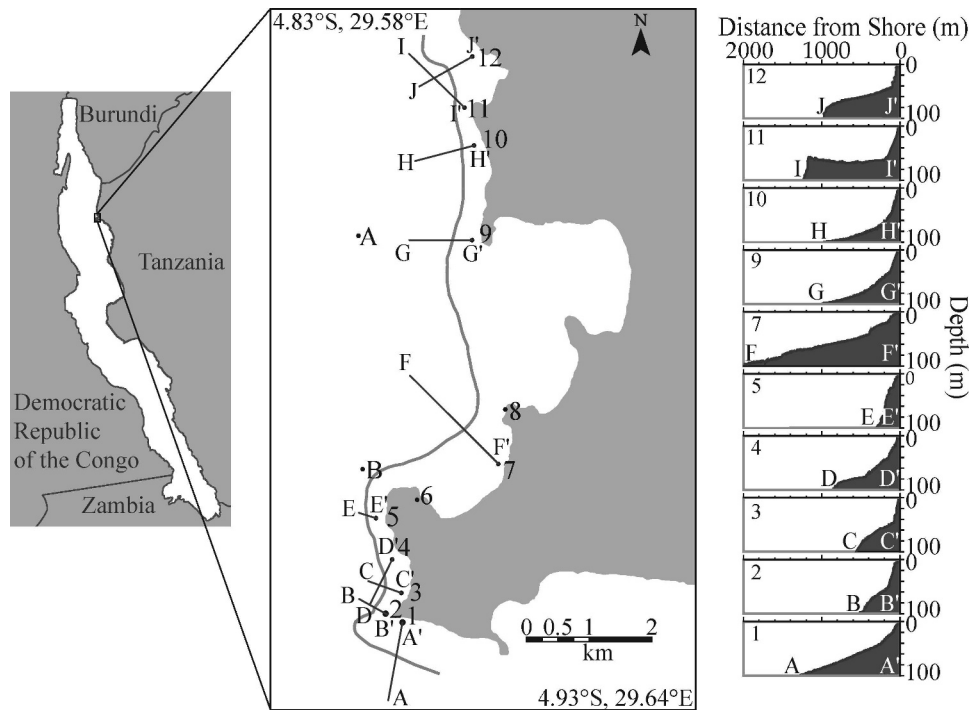 Burundi
Tanzania
Democratic
Republic
of the Congo
Zambia
4.83°S, 29.58°E
N
I
J'
12
J
I'
11
10
H
H'
A
9
G
G'
F
8
F'
7
B
6
E
E'
5
D'
4
C
C'
3
B
2
D
B'
1
A'
0 0.5 1 2
km
A
4.93°S, 29.64°E
Distance from Shore (m)
2000 1000 0
12 0
J J'
100
11 0
I I'
100
10 0
H H'
100
9 0
G G'
100
7 0
F F'
100
5 0
E E'
100
4 0
D D'
100
3 0
C C'
100
2 0
B B'
100
1 0
A A'
100
Depth (m)